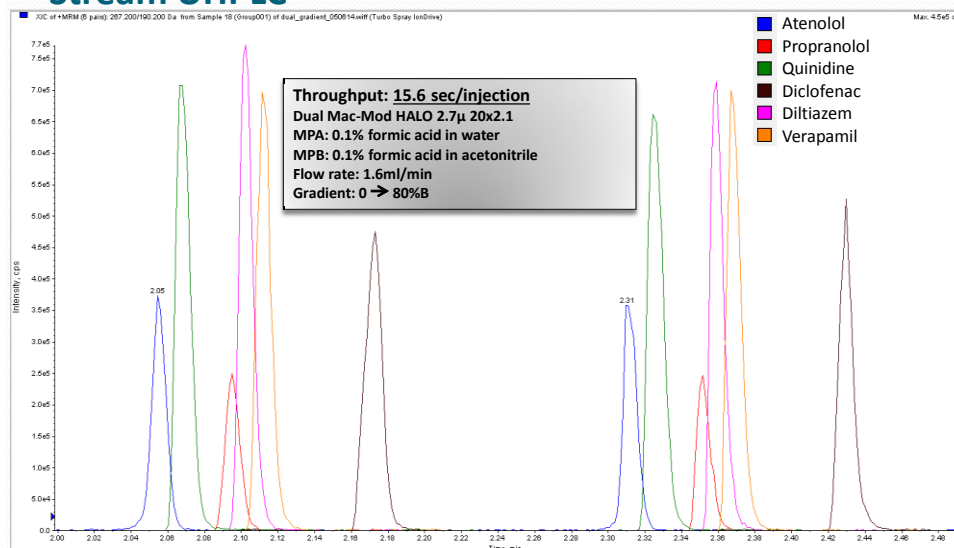 XIC of +MRM (6 pairs): 267.200/190.200 Da from Sample 18 (Group001) of dual_gradient_050614.wiff (Turbo Spray IonDrive)
Max. 4.5e5
Atenolol
Propranolol
Quinidine
Diclofenac
Diltiazem
Verapamil
Throughput: 15.6 sec/injection
Dual Mac-Mod HALO 2.7µ 20x2.1
MPA: 0.1% formic acid in water
MPB: 0.1% formic acid in acetonitrile
Flow rate: 1.6ml/min
Gradient: 0 → 80%B
7.7e5
7.5e5
7.0e5
6.5e5
6.0e5
5.5e5
5.0e5
4.5e5
4.0e5
3.5e5
3.0e5
2.5e5
2.0e5
1.5e5
1.0e5
5.0e4
0.0
Intensity, cps
2.05
2.31
2.00 2.02 2.04 2.06 2.08 2.10 2.12 2.14 2.16 2.18 2.20 2.22 2.24 2.26 2.28 2.30 2.32 2.34 2.36 2.38 2.40 2.42 2.44 2.46 2.48